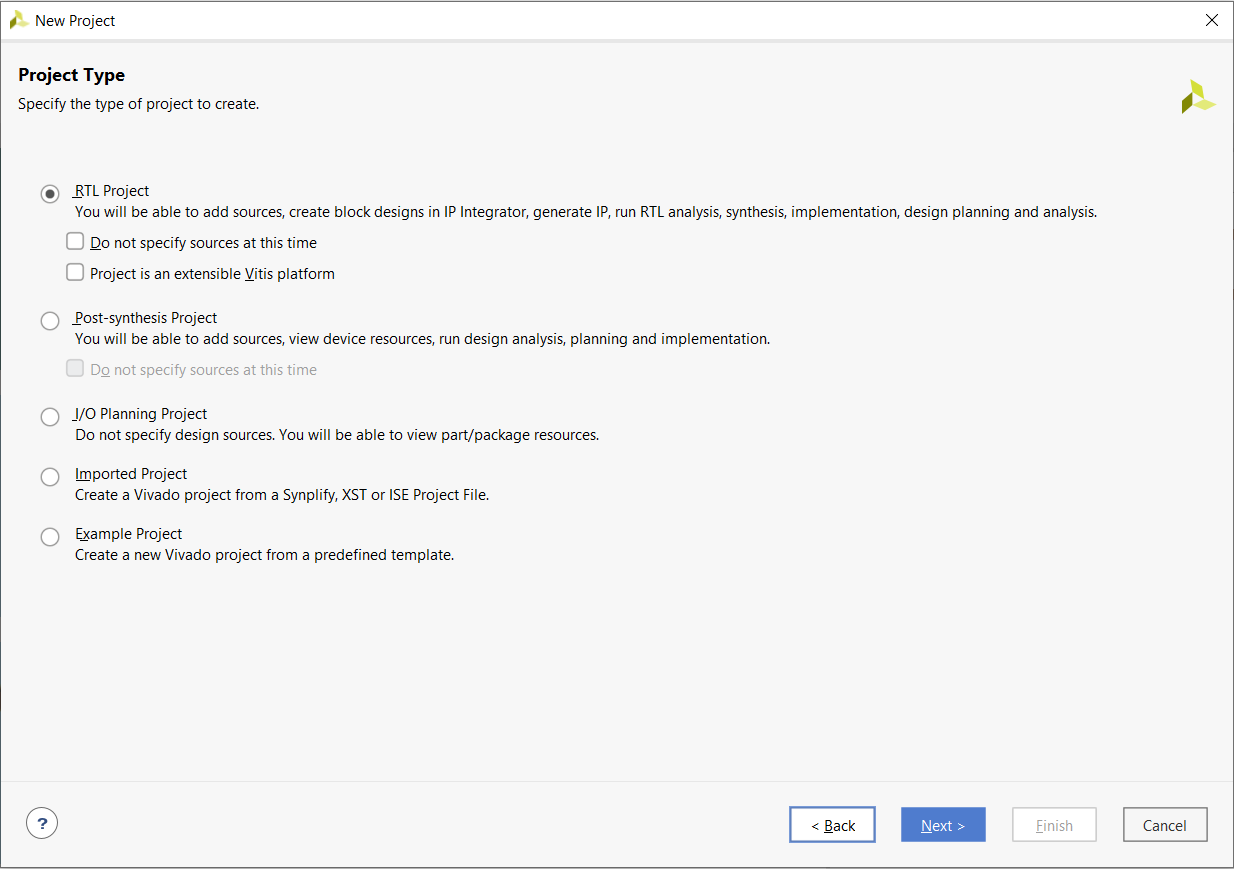 New Project
Project Type
Specify the type of project to create.
RTL Project
You will be able to add sources, create block designs in IP Integrator, generate IP, run RTL analysis, synthesis, implementation, design planning and analysis.
Do not specify sources at this time
Project is an extensible Vitis platform
Post-synthesis Project
You will be able to add sources, view device resources, run design analysis, planning and implementation.
Do not specify sources at this time
I/O Planning Project
Do not specify design sources. You will be able to view part/package resources.
Imported Project
Create a Vivado project from a Synplify, XST or ISE Project File.
Example Project
Create a new Vivado project from a predefined template.
?
< Back
Next >
Finish
Cancel